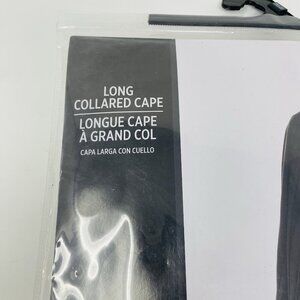 LONG
COLLARED CAPE
LONGUE CAPE
À GRAND COL
CAPA LARGA CON CUELLO